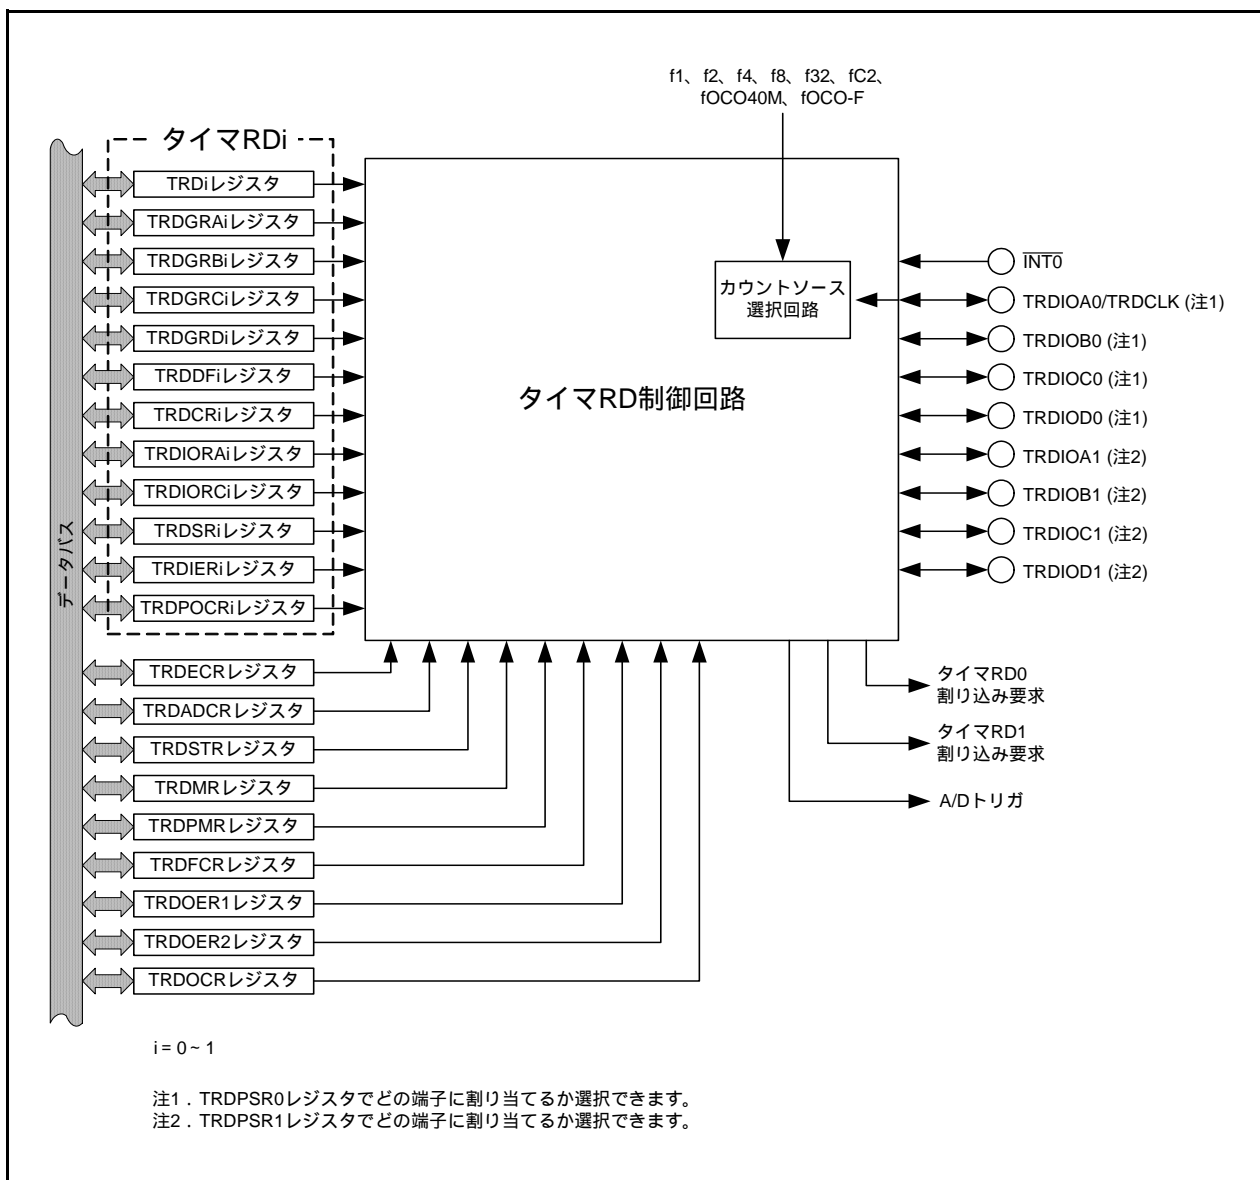 f1、f2、f4、f8、f32、fC2、
fOCO40M、fOCO-F
タイマRDi
TRDiレジスタ
TRDGRAiレジスタ
TRDGRBiレジスタ
TRDGRCiレジスタ
TRDGRDiレジスタ
TRDDFiレジスタ
TRDCRiレジスタ
TRDIORAiレジスタ
TRDIORCiレジスタ
TRDSRiレジスタ
TRDIERiレジスタ
TRDPOCRiレジスタ
データバス
カウントソース
選択回路
タイマRD制御回路
INT0
TRDIOA0/TRDCLK (注1)
TRDIOB0 (注1)
TRDIOC0 (注1)
TRDIOD0 (注1)
TRDIOA1 (注2)
TRDIOB1 (注2)
TRDIOC1 (注2)
TRDIOD1 (注2)
TRDECRレジスタ
TRDADCRレジスタ
TRDSTRレジスタ
TRDMRレジスタ
TRDPMRレジスタ
TRDFCRレジスタ
TRDOER1レジスタ
TRDOER2レジスタ
TRDOCRレジスタ
タイマRD0
割り込み要求
タイマRD1
割り込み要求
A/Dトリガ
i = 0 ~ 1
注1．TRDPSR0レジスタでどの端子に割り当てるか選択できます。
注2．TRDPSR1レジスタでどの端子に割り当てるか選択できます。